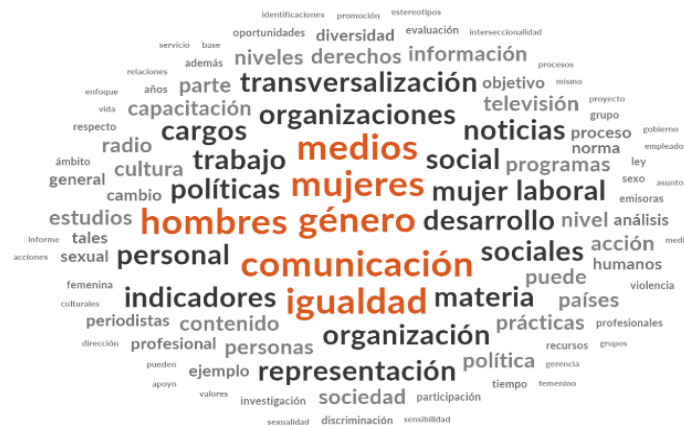 identificaciones promoción estereotipos
oportunidades diversidad evaluación interseccionalidad
servicio base además niveles derechos información
relaciones años parte transversalización objetivo mismo procesos
enfoque capacitación organizaciones televisión proyecto
vida grupo
respecto cargos medios noticias proceso gobierno
radio trabajo social norma empleados
ámbito cultura programas ley
general políticas mujeres mujer laboral sexo asuntos
cambio emisoras
estudios hombres género desarrollo nivel análisis
informe tales acción medi
acciones sexual personal comunicación sociales humanos
femenina indicadores igualdad materia puede violencia
culturales países
periodistas contenido organización prácticas profesionales
dirección profesional personas recursos grupos
pueden ejemplo representación política gerencia
apoyo tiempo femenino
valores investigación sociedad participación
sexualidad discriminación sensibilidad